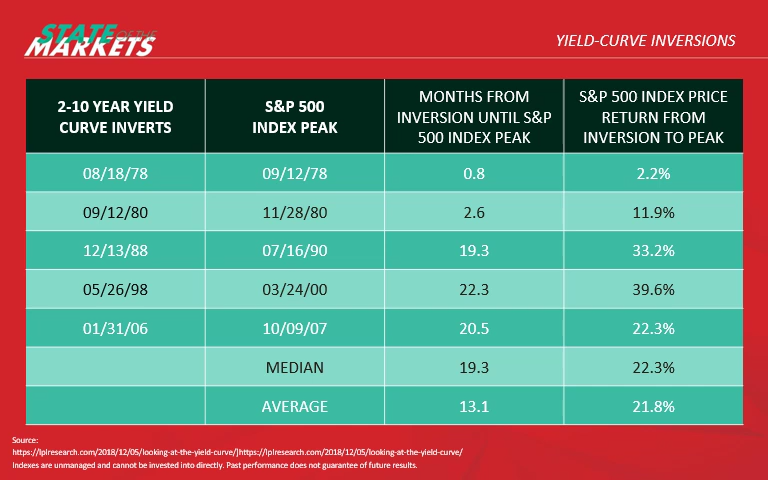 STATE OF THE
MARKETS
YIELD-CURVE INVERSIONS
2-10 YEAR YIELD
CURVE INVERTS
S&P 500
INDEX PEAK
MONTHS FROM
INVERSION UNTIL S&P
500 INDEX PEAK
S&P 500 INDEX PRICE
RETURN FROM
INVERSION TO PEAK
08/18/78 09/12/78 0.8 2.2%
09/12/80 11/28/80 2.6 11.9%
12/13/88 07/16/90 19.3 33.2%
05/26/98 03/24/00 22.3 39.6%
01/31/06 10/09/07 20.5 22.3%
MEDIAN 19.3 22.3%
AVERAGE 13.1 21.8%
Source:
https://lplresearch.com/2018/12/05/looking-at-the-yield-curve/)https://lplresearch.com/2018/12/05/looking-at-the-yield-curve/
Indexes are unmanaged and cannot be invested into directly. Past performance does not guarantee of future results.